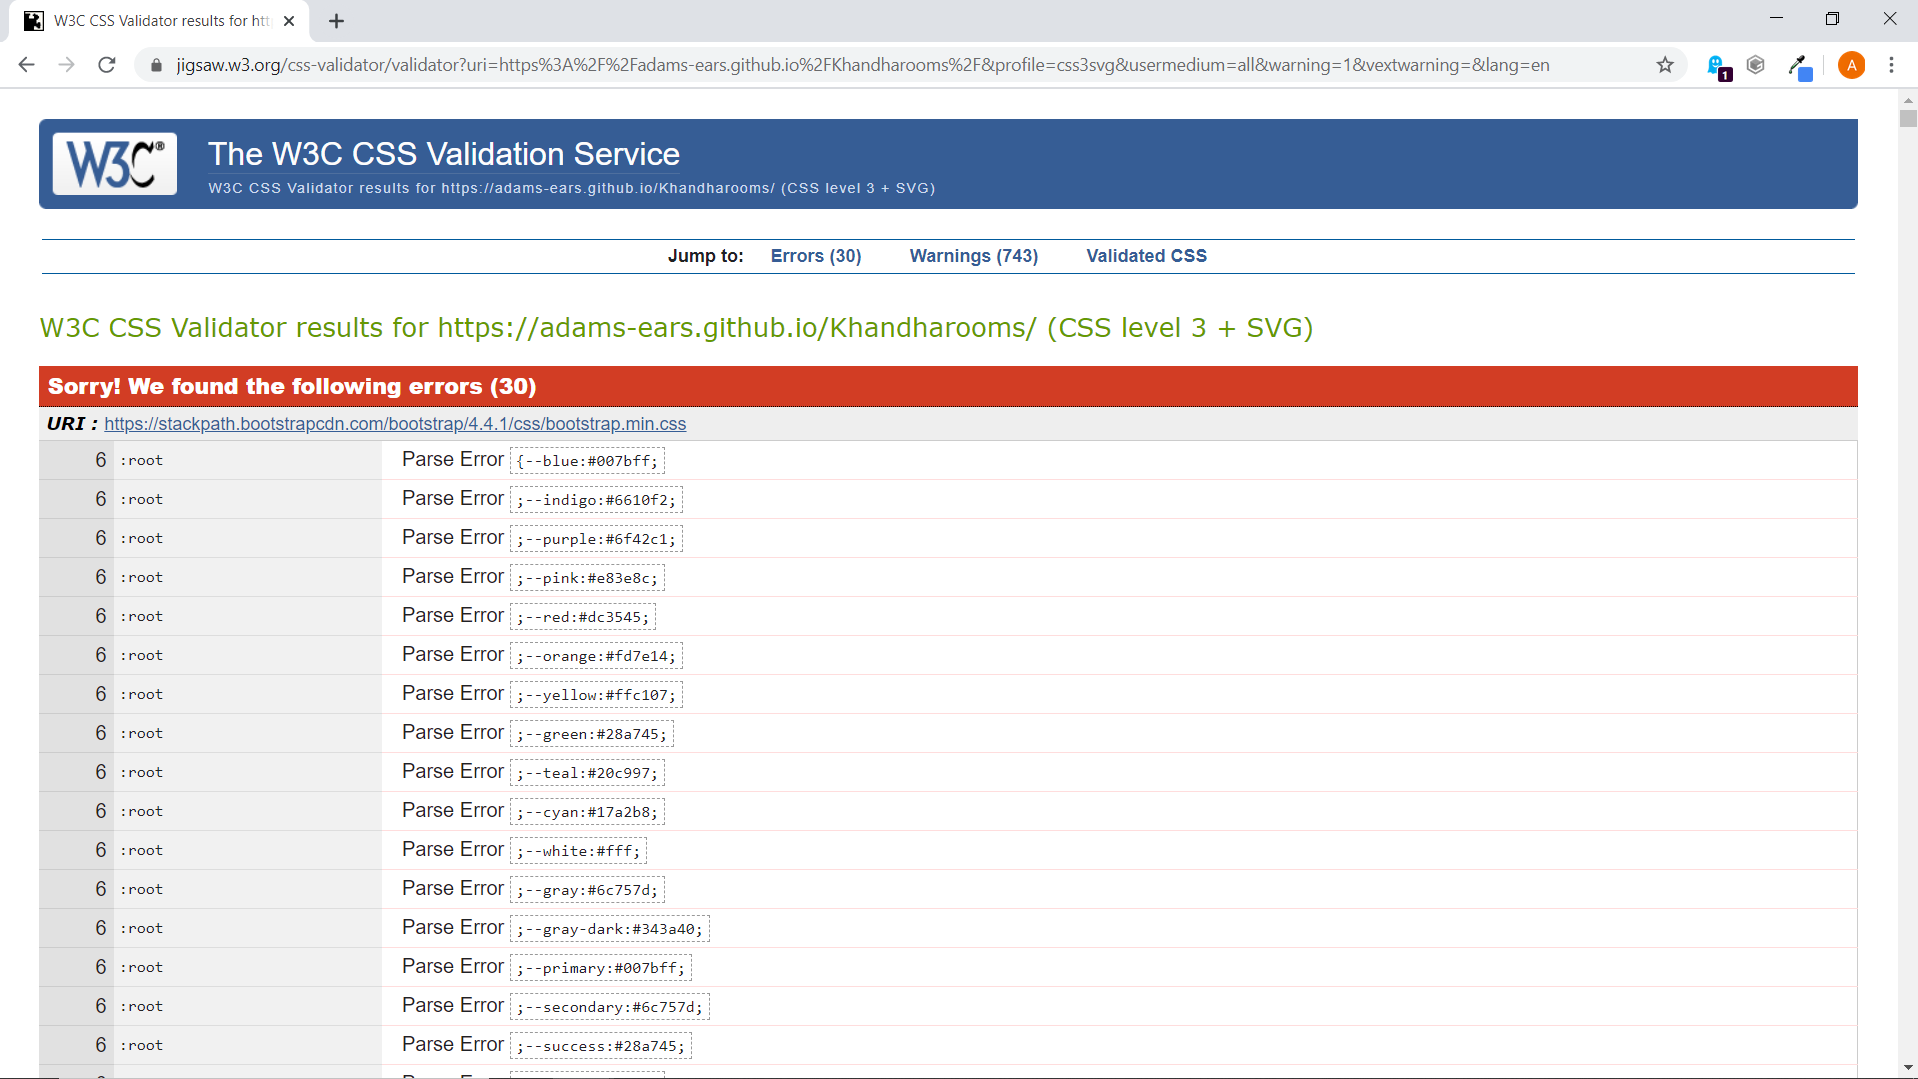 W3C CSS Validator results for htt
jigsaw.w3.org/css-validator/validator?uri=https%3A%2F%2Fadams-ears.github.io%2FKhandharooms%2F&profile=css3svg&usermedium=all&warning=1&vextwarning=&lang=en
1
A
W3C®
The W3C CSS Validation Service
W3C CSS Validator results for https://adams-ears.github.io/Khandharooms/ (CSS level 3 + SVG)
Jump to: Errors (30) Warnings (743) Validated CSS
W3C CSS Validator results for https://adams-ears.github.io/Khandharooms/ (CSS level 3 + SVG)
Sorry! We found the following errors (30)
URI : https://stackpath.bootstrapcdn.com/bootstrap/4.4.1/css/bootstrap.min.css
6 :root Parse Error {--blue:#007bff;
6 :root Parse Error ;--indigo:#6610f2;
6 :root Parse Error ;--purple:#6f42c1;
6 :root Parse Error ;--pink:#e83e8c;
6 :root Parse Error ;--red:#dc3545;
6 :root Parse Error ;--orange:#fd7e14;
6 :root Parse Error ;--yellow:#ffc107;
6 :root Parse Error ;--green:#28a745;
6 :root Parse Error ;--teal:#20c997;
6 :root Parse Error ;--cyan:#17a2b8;
6 :root Parse Error ;--white:#fff;
6 :root Parse Error ;--gray:#6c757d;
6 :root Parse Error ;--gray-dark:#343a40;
6 :root Parse Error ;--primary:#007bff;
6 :root Parse Error ;--secondary:#6c757d;
6 :root Parse Error ;--success:#28a745;